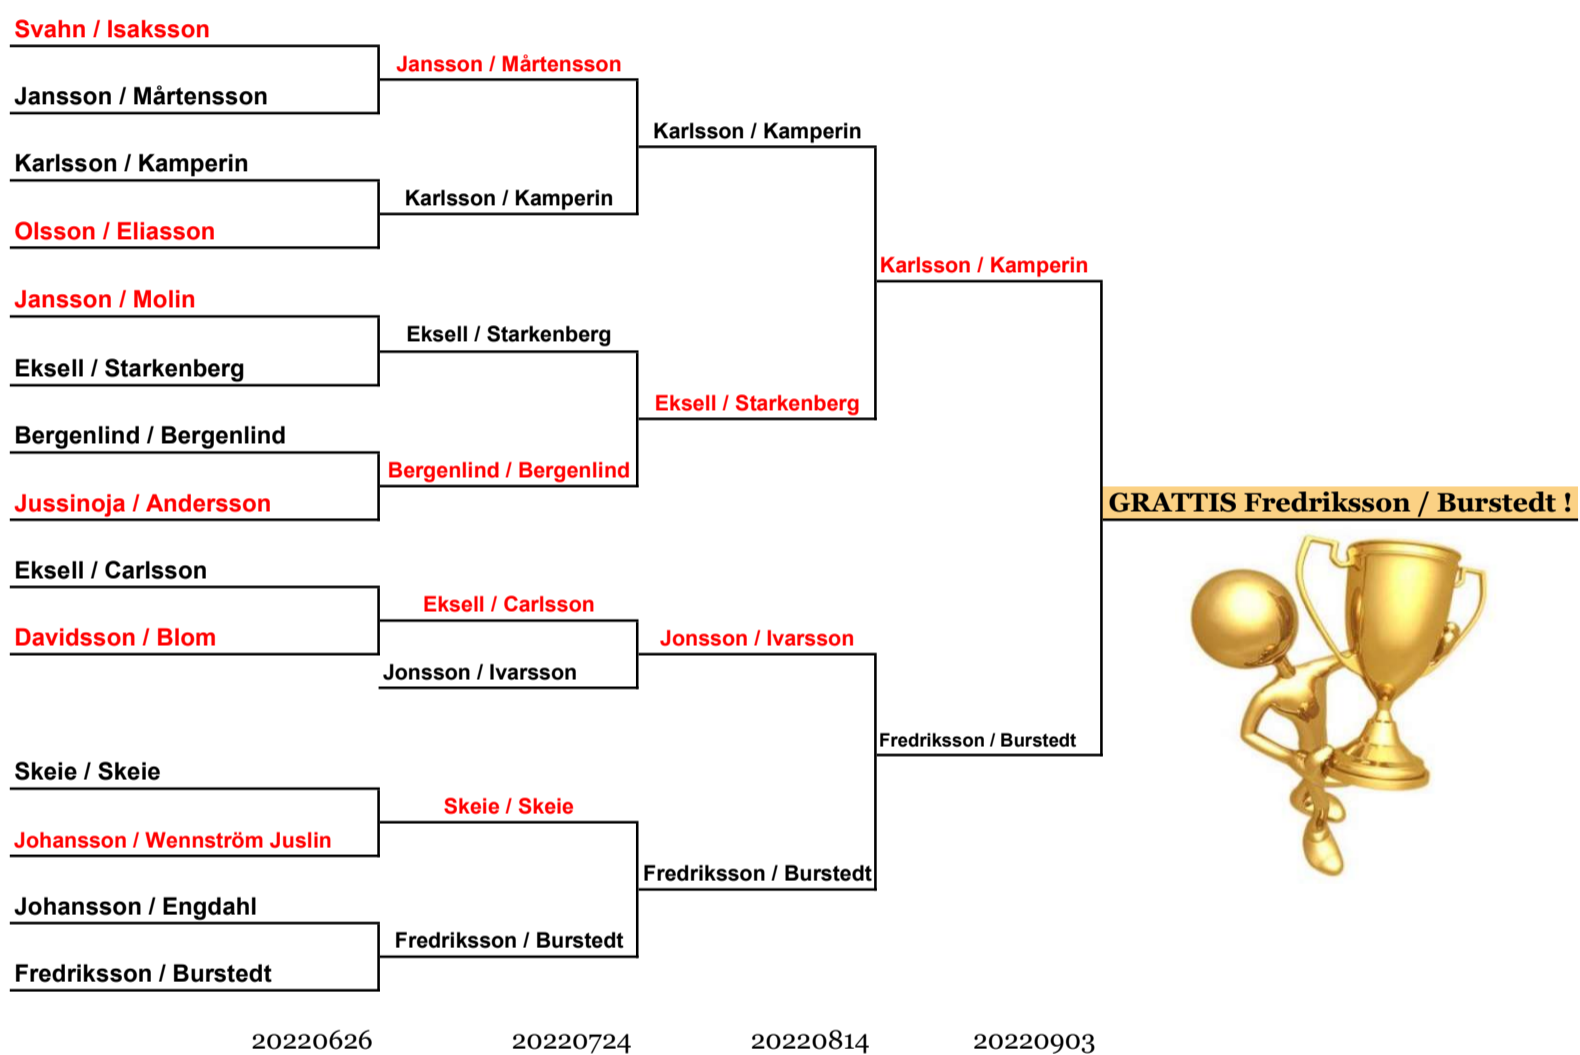 Svahn / Isaksson
Jansson / Mårtensson
Karlsson / Kamperin
Olsson / Eliasson
Jansson / Molin
Eksell / Starkenberg
Bergenlind / Bergenlind
Jussinoja / Andersson
Eksell / Carlsson
Davidsson / Blom
Skeie / Skeie
Johansson / Wennström Juslin
Johansson / Engdahl
Fredriksson / Burstedt
Jansson / Mårtensson
Karlsson / Kamperin
Eksell / Starkenberg
Bergenlind / Bergenlind
Eksell / Carlsson
Jonsson / Ivarsson
Skeie / Skeie
Fredriksson / Burstedt
Karlsson / Kamperin
Eksell / Starkenberg
Jonsson / Ivarsson
Fredriksson / Burstedt
Karlsson / Kamperin
Fredriksson / Burstedt
GRATTIS Fredriksson / Burstedt !
20220626 20220724 20220814 20220903